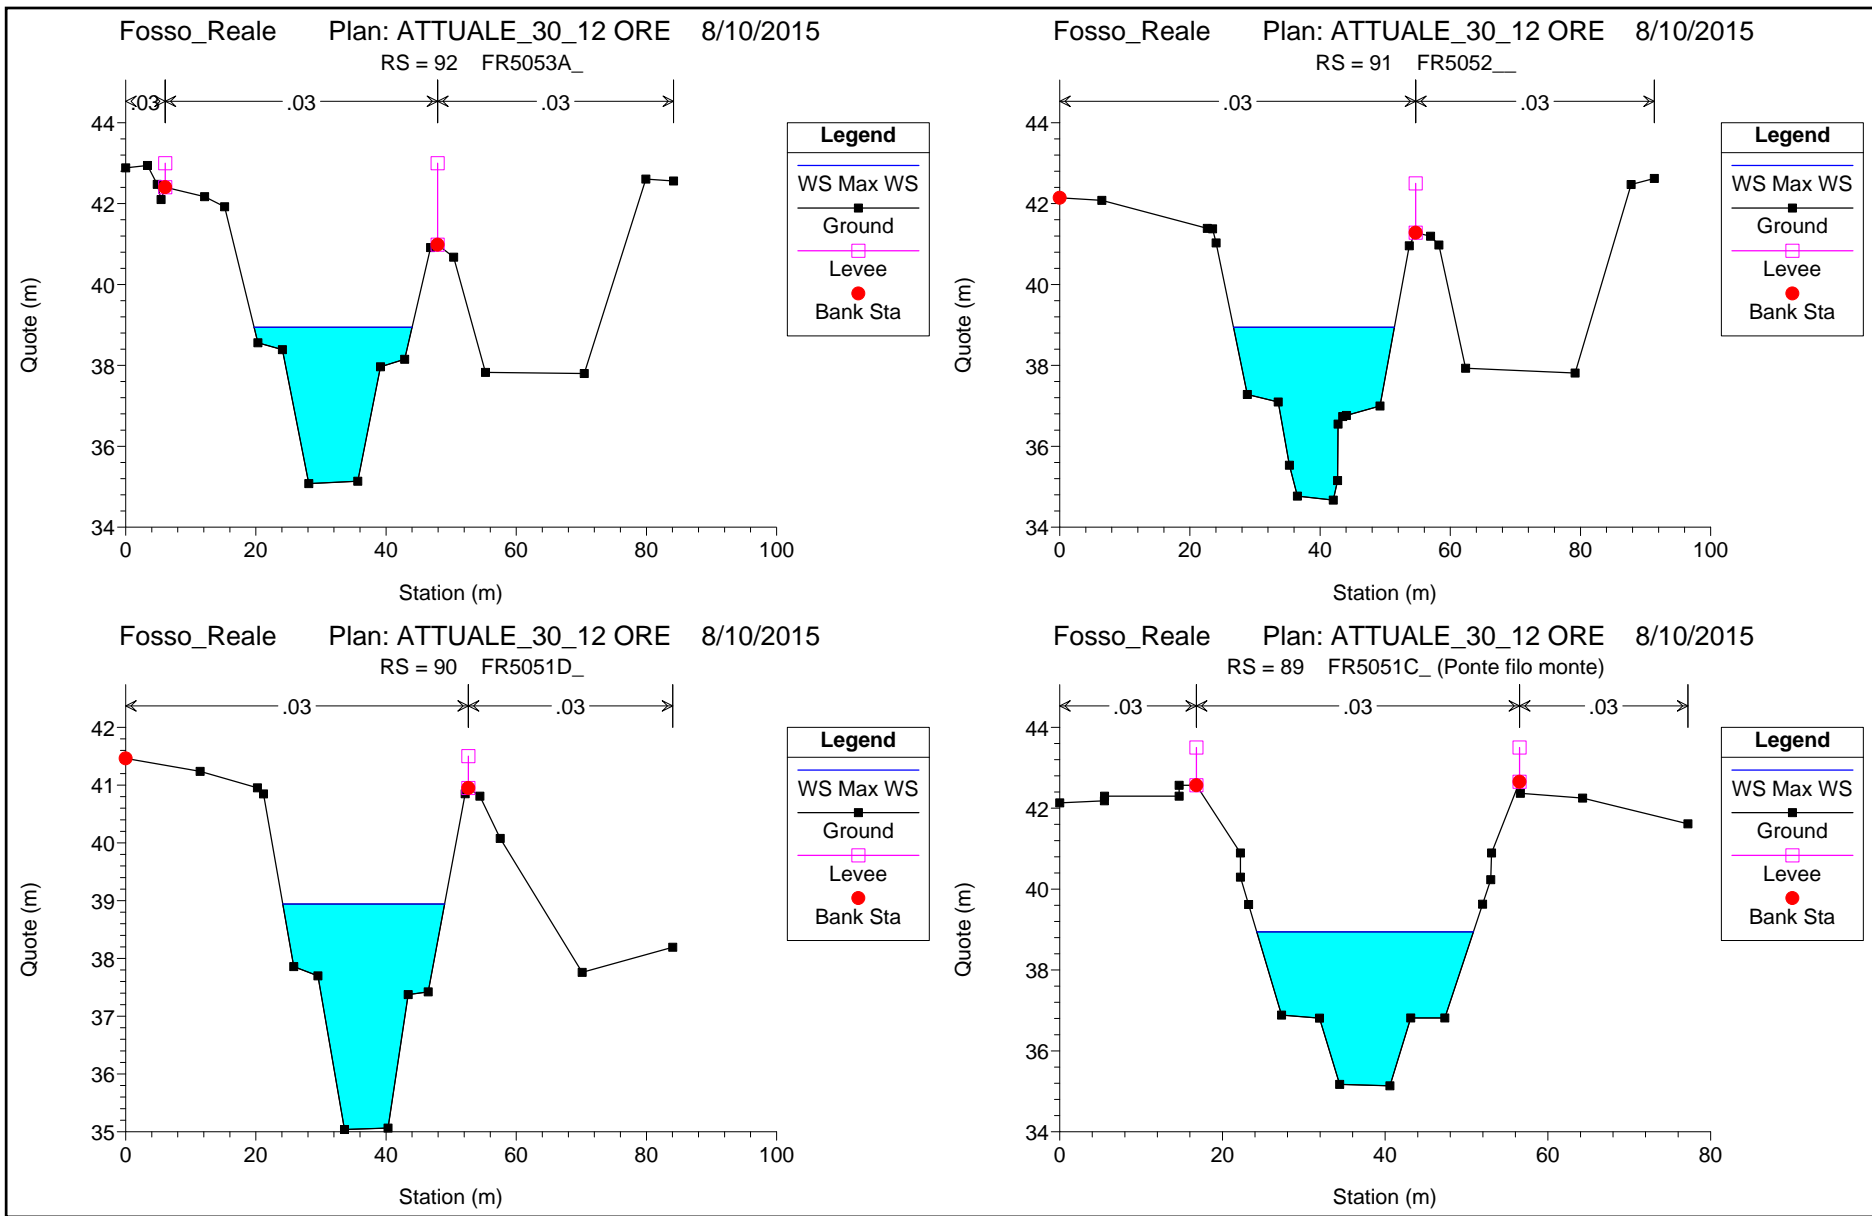 Fosso_Reale Plan: ATTUALE_30_12 ORE 8/10/2015
RS = 92 FR5053A_
.03 .03 .03
44
42
40
38
36
34
0 20 40 60 80 100
Quote (m)
Station (m)
Legend
WS Max WS
Ground
Levee
Bank Sta
Fosso_Reale Plan: ATTUALE_30_12 ORE 8/10/2015
RS = 91 FR5052__
.03 .03
44
42
40
38
36
34
0 20 40 60 80 100
Quote (m)
Station (m)
Legend
WS Max WS
Ground
Levee
Bank Sta
Fosso_Reale Plan: ATTUALE_30_12 ORE 8/10/2015
RS = 90 FR5051D_
.03 .03
42
41
40
39
38
37
36
35
0 20 40 60 80 100
Quote (m)
Station (m)
Legend
WS Max WS
Ground
Levee
Bank Sta
Fosso_Reale Plan: ATTUALE_30_12 ORE 8/10/2015
RS = 89 FR5051C_ (Ponte filo monte)
.03 .03 .03
44
42
40
38
36
34
0 20 40 60 80
Quote (m)
Station (m)
Legend
WS Max WS
Ground
Levee
Bank Sta